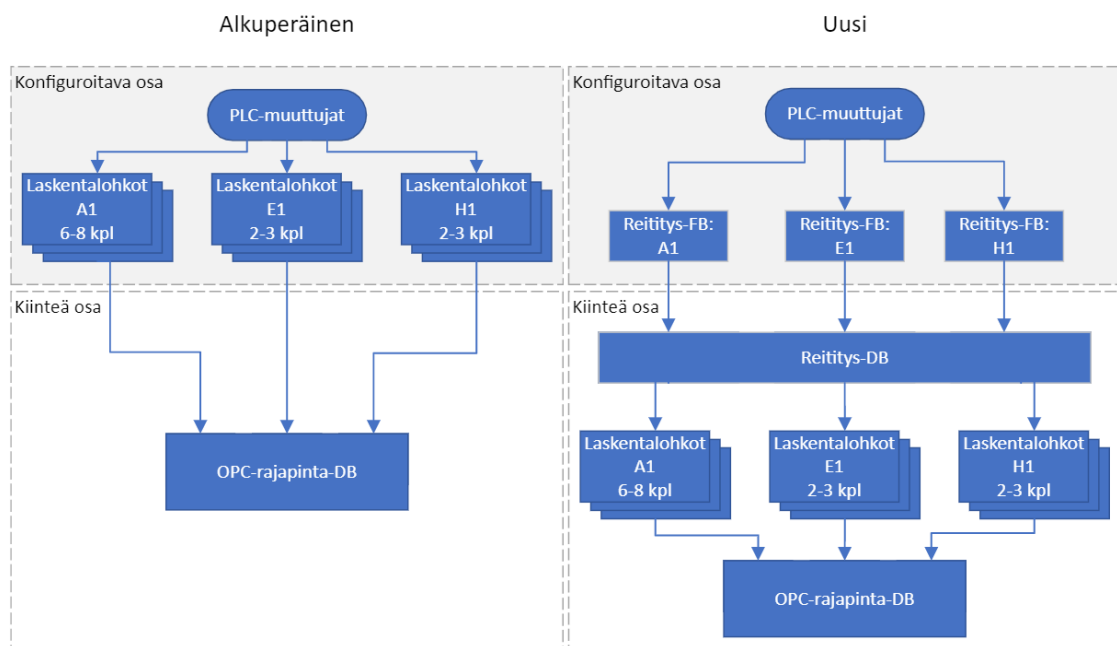 Alkuperäinen
Konfiguroitava osa
PLC-muuttujat
Laskentalohkot
A1
6-8 kpl
Laskentalohkot
E1
2-3 kpl
Laskentalohkot
H1
2-3 kpl
Kiinteä osa
OPC-rajapinta-DB
Uusi
Konfiguroitava osa
PLC-muuttujat
Reititys-FB:
A1
Reititys-FB:
E1
Reititys-FB:
H1
Kiinteä osa
Reititys-DB
Laskentalohkot
A1
6-8 kpl
Laskentalohkot
E1
2-3 kpl
Laskentalohkot
H1
2-3 kpl
OPC-rajapinta-DB